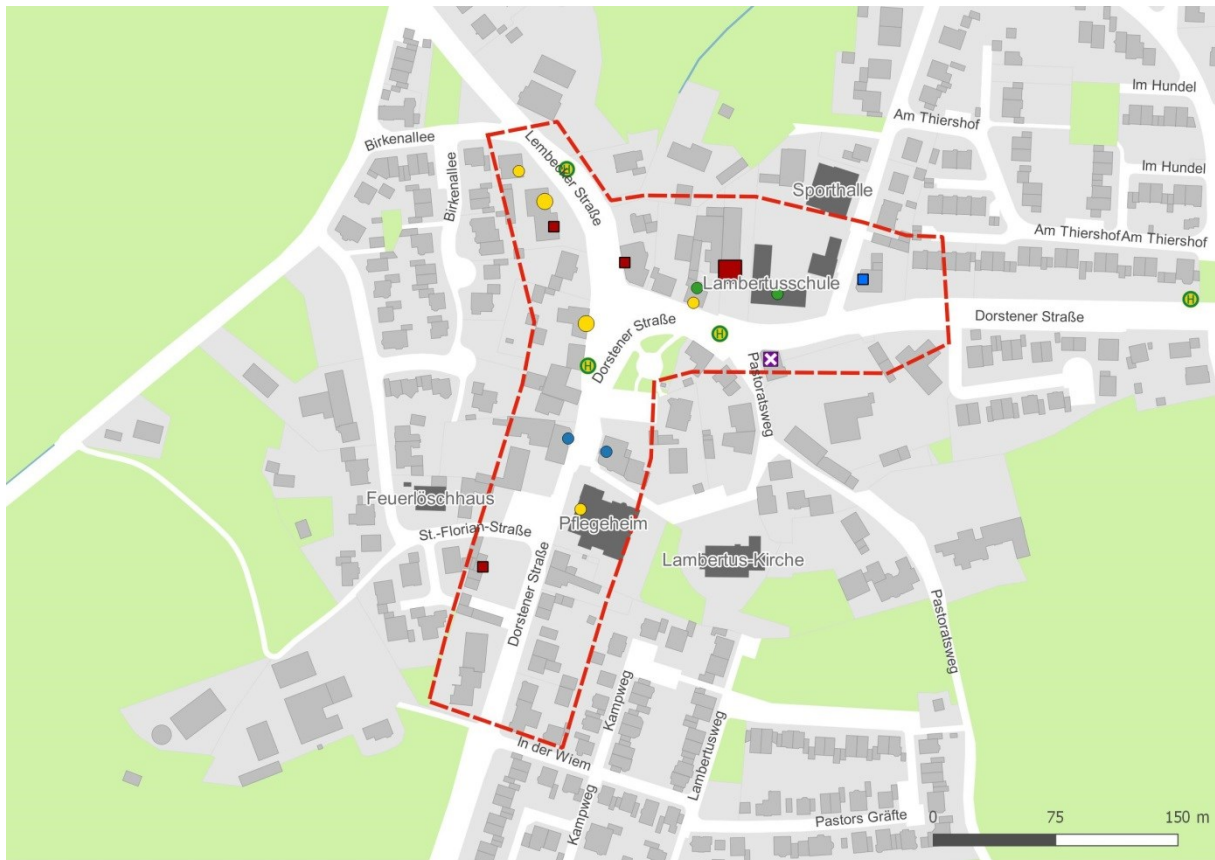 Im Hundel
Am Thiershof
Birkenallee
Lembecker Straße
Birkenallee
Im Hundel
Sporthalle
Am Thiershof
Am Thiershof
H
Lambertusschule
H
Dorstener Straße
Dorstener Straße
H
H
Pastoratsweg
Feuerlöschhaus
St.-Florian-Straße
Pflegeheim
Lambertus-Kirche
Dorstener Straße
Pastoratsweg
Kampweg
Lambertusweg
In der Wiem
Kampweg
Pastors Gräfte
0 75 150 m